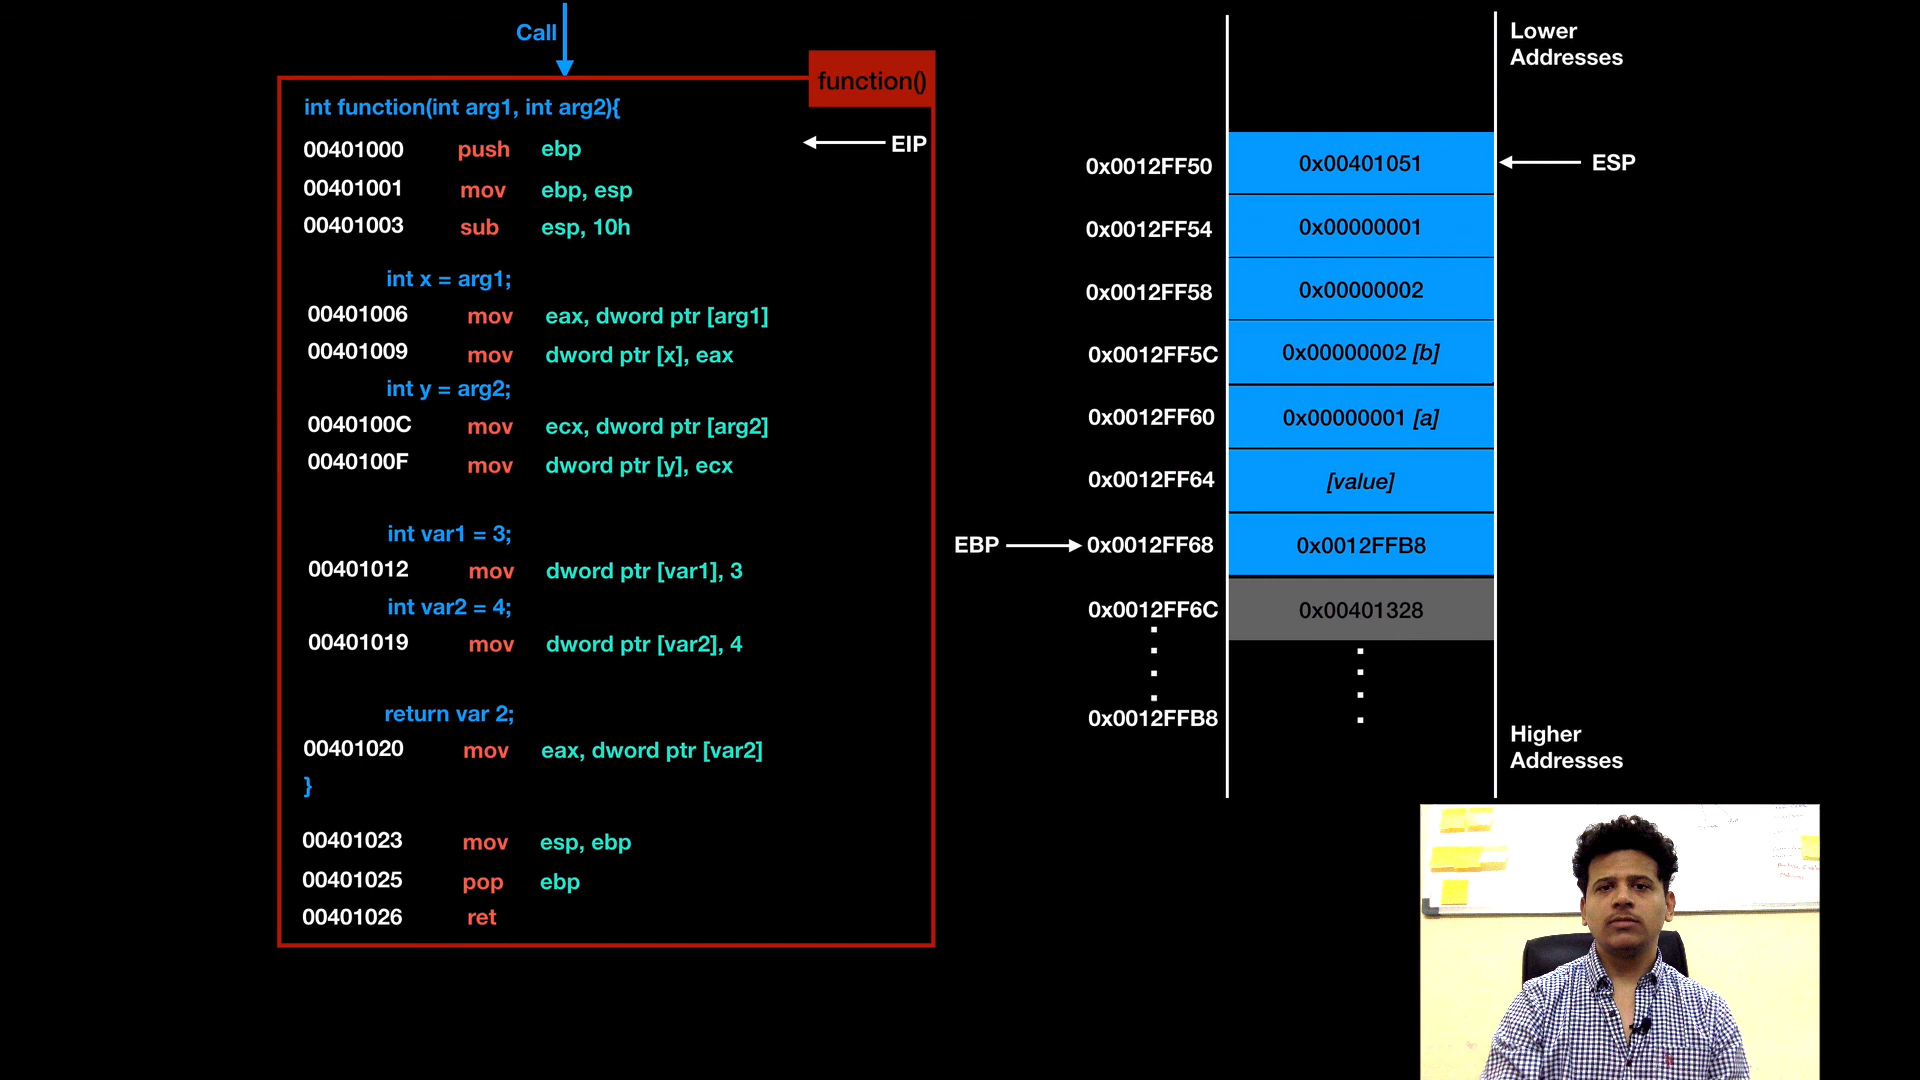 Call
function()
int function(int arg1, int arg2){
00401000 push ebp
EIP
00401001 mov ebp, esp
00401003 sub esp, 10h
int x = arg1;
00401006 mov eax, dword ptr [arg1]
00401009 mov dword ptr [x], eax
int y = arg2;
0040100C mov ecx, dword ptr [arg2]
0040100F mov dword ptr [y], ecx
int var1 = 3;
00401012 mov dword ptr [var1], 3
int var2 = 4;
00401019 mov dword ptr [var2], 4
return var 2;
00401020 mov eax, dword ptr [var2]
}
00401023 mov esp, ebp
00401025 pop ebp
00401026 ret
Lower
Addresses
0x0012FF50 0x00401051 ESP
0x0012FF54 0x00000001
0x0012FF58 0x00000002
0x0012FF5C 0x00000002 [b]
0x0012FF60 0x00000001 [a]
0x0012FF64 [value]
EBP 0x0012FF68 0x0012FFB8
0x0012FF6C 0x00401328
0x0012FFB8
Higher
Addresses